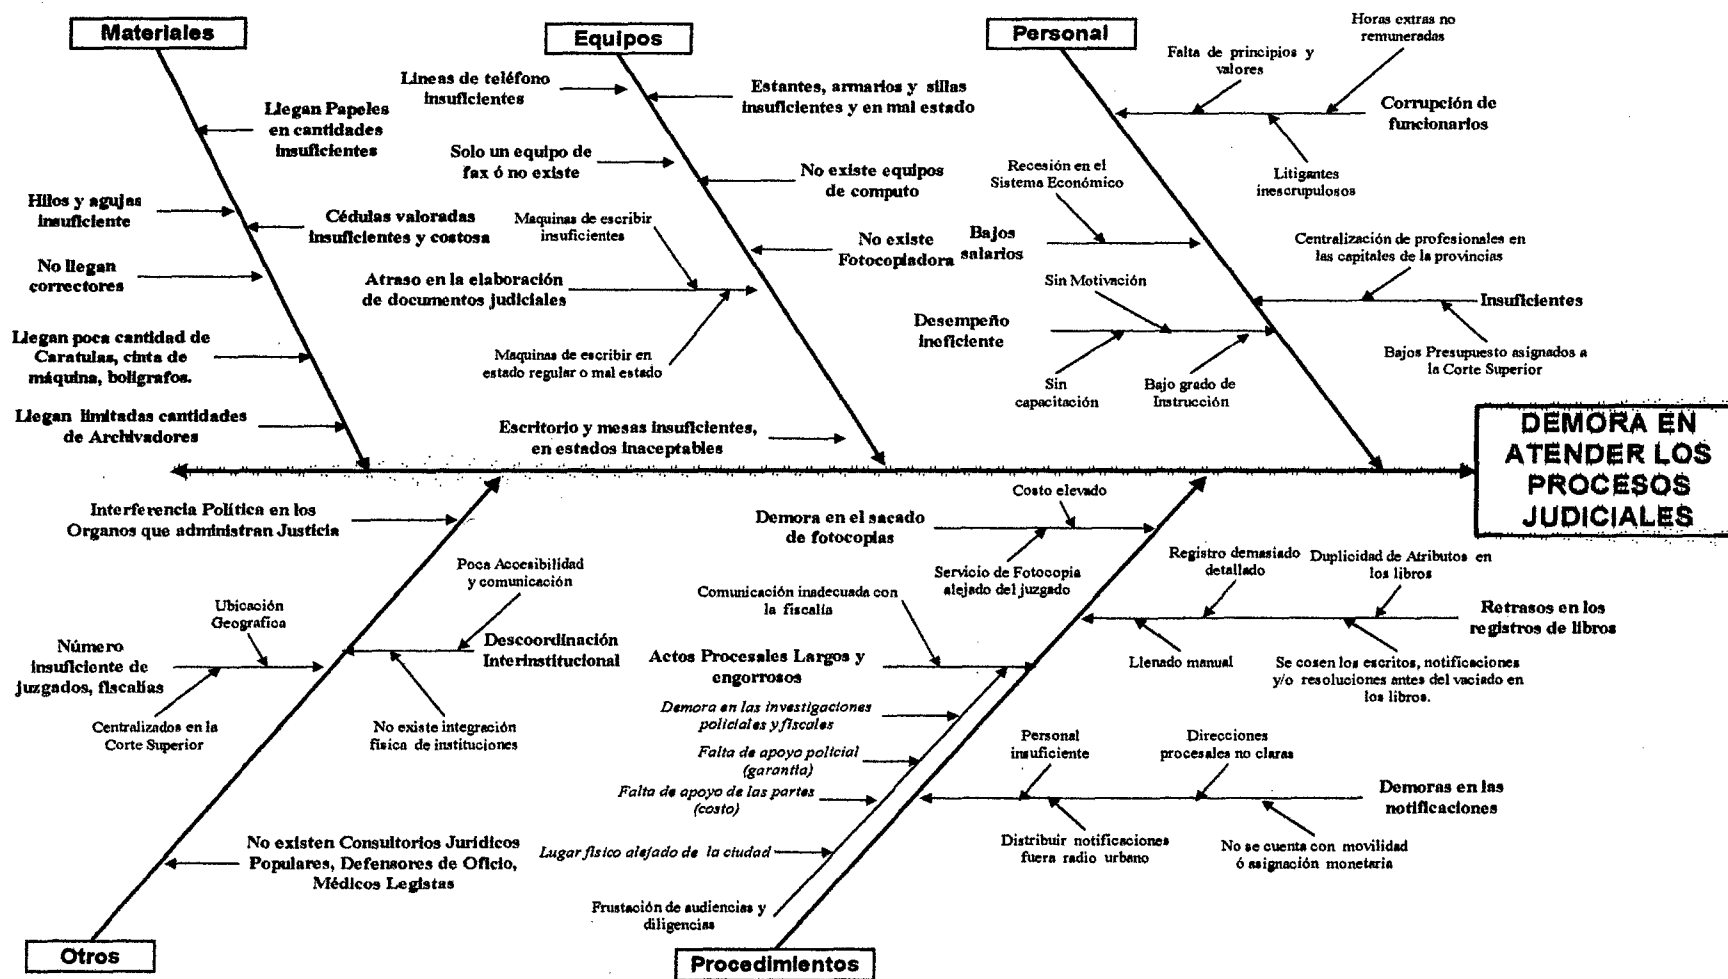 Materiales
Llegan Papeles
en cantidades
insuficientes
Hilos y agujas
insuficiente
Cédulas valoradas
insuficientes y costosa
No llegan
correctores
Llegan poca cantidad de
Caratulas, cinta de
máquina, boligrafos.
Llegan limitadas cantidades
de Archivadores
Equipos
Lineas de teléfono
insuficientes
Estantes, armarios y sillas
insuficientes y en mal estado
Solo un equipo de
fax ó no existe
No existe equipos
de computo
Maquinas de escribir
insuficientes
No existe
Fotocopiadora
Atraso en la elaboración
de documentos judiciales
Maquinas de escribir en
estado regular o mal estado
Escritorio y mesas insuficientes,
en estados inaceptables
Personal
Horas extras no
remuneradas
Falta de principios y
valores
Corrupción de
funcionarios
Litigantes
inescrupulosos
Recesión en el
Sistema Económico
Bajos
salarios
Centralización de profesionales en
las capitales de la provincias
Sin Motivación
Insuficientes
Desempeño
ineficiente
Bajos Presupuesto asignados a
la Corte Superior
Sin
capacitación
Bajo grado de
Instrucción
DEMORA EN
ATENDER LOS
PROCESOS
JUDICIALES
Interferencia Política en los
Organos que administran Justicia
Poca Accesibilidad
y comunicación
Ubicación
Geografica
Número
insuficiente de
juzgados, fiscalías
Descoordinación
Interinstitucional
Centralizados en la
Corte Superior
No existe integración
física de instituciones
No existen Consultorios Jurídicos
Populares, Defensores de Oficio,
Médicos Legistas
Otros
Costo elevado
Demora en el sacado
de fotocopias
Servicio de Fotocopia
alejado del juzgado
Registro demasiado
detallado
Duplicidad de Atributos en
los libros
Comunicación inadecuada con
la fiscalía
Retrasos en los
registros de libros
Actos Procesales Largos y
engorrosos
Llenado manual
Se cosen los escritos, notificaciones
y/o resoluciones antes del vaciado en
los libros.
Demora en las investigaciones
policiales y fiscales
Personal
insuficiente
Direcciones
procesales no claras
Falta de apoyo policial
(garantia)
Falta de apoyo de las partes
(costo)
Demoras en las
notificaciones
Distribuir notificaciones
fuera radio urbano
No se cuenta con movilidad
ó asignación monetaria
Lugar fisico alejado de la ciudad
Frustación de audiencias y
diligencias
Procedimientos